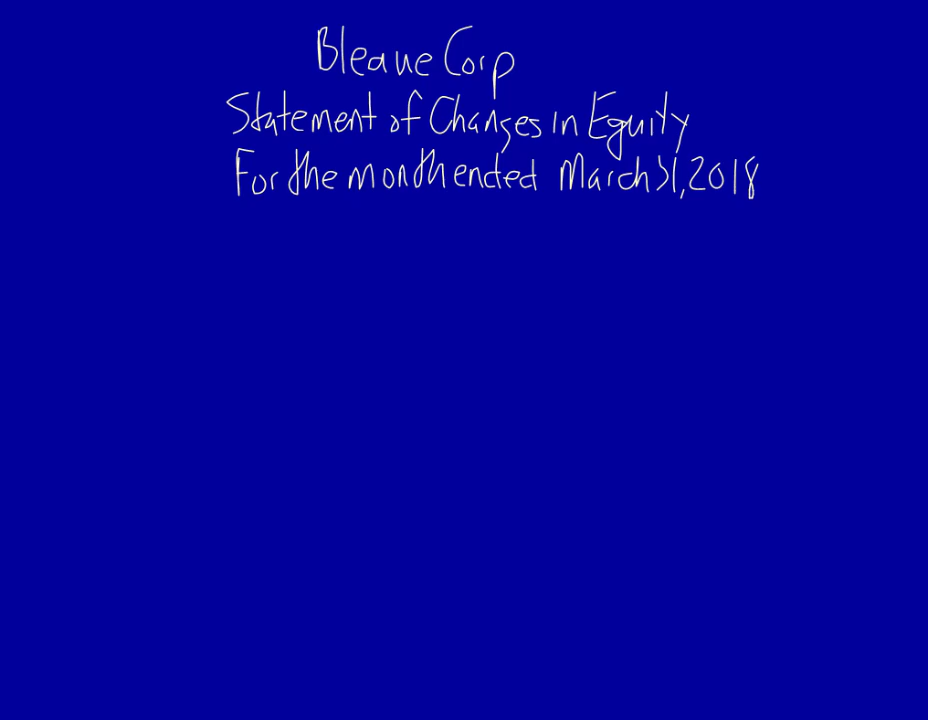 Bleaue Corp
Statement of Changes in Equity
For the month ended March 31, 2018